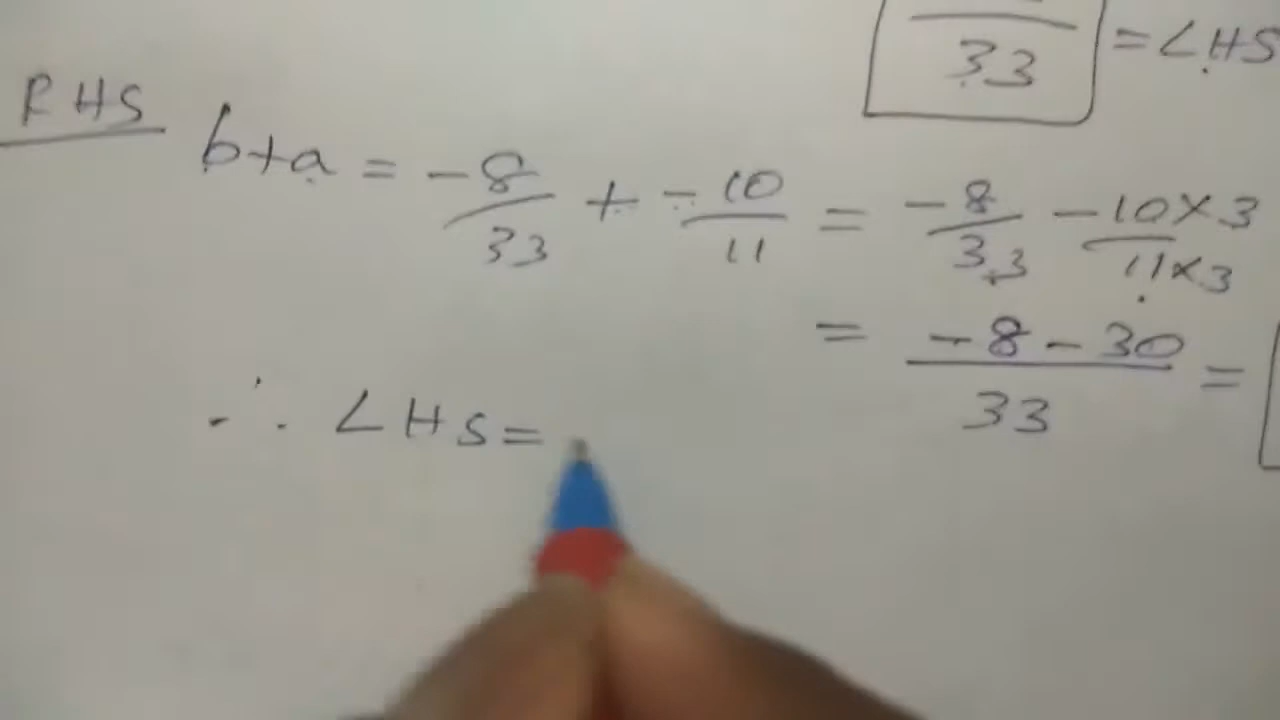 33 = LHS
RHS
b+a = -8/33 + -10/11 = -8/33 -10×3/11×3
= -8-30/33 =
∴ LHS =